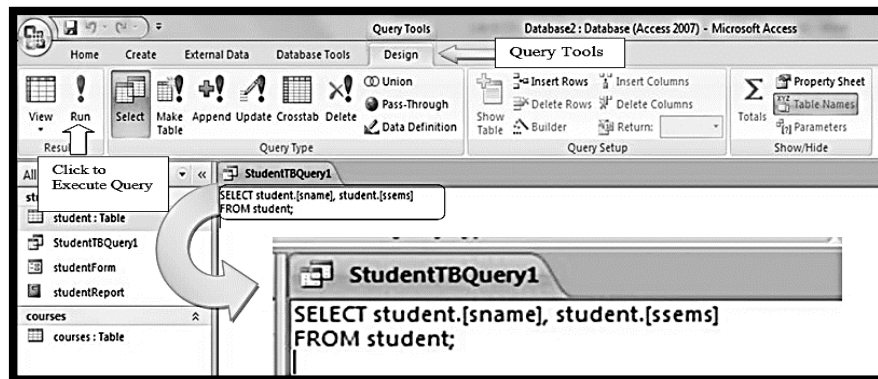 Query Tools
Database2 : Database (Access 2007) - Microsoft Access
Home Create External Data Database Tools Design
Query Tools
View
Run
Select
Make Table
Append
Update
Crosstab
Delete
Union
Pass-Through
Data Definition
Show Table
Insert Rows
Delete Rows
Builder
Insert Columns
Delete Columns
Return:
Totals
Property Sheet
Table Names
Parameters
Query Type
Query Setup
Show/Hide
Click to
Execute Query
All
student : Table
StudentTBQuery1
studentForm
studentReport
courses
courses : Table
StudentTBQuery1
SELECT student.[sname], student.[ssems]
FROM student;
StudentTBQuery1
SELECT student.[sname], student.[ssems]
FROM student;